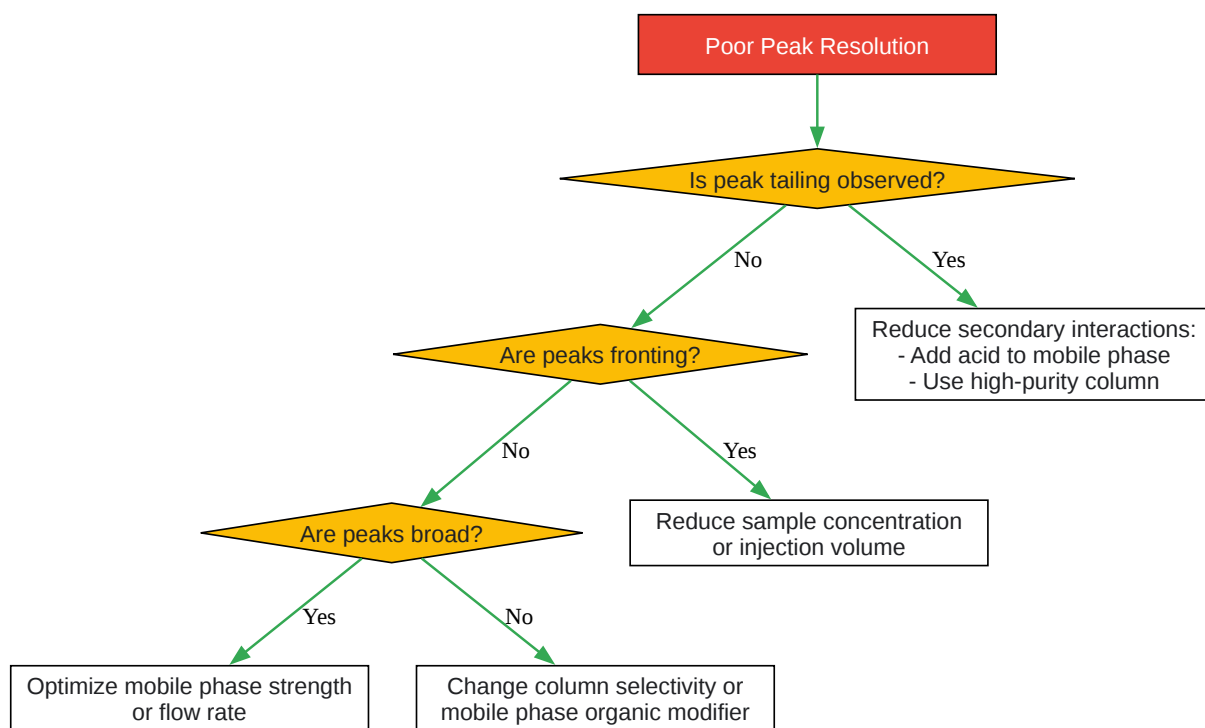 Poor Peak Resolution
Is peak tailing observed?
No
Yes
Reduce secondary interactions:
- Add acid to mobile phase
- Use high-purity column
Are peaks fronting?
No
Yes
Reduce sample concentration
or injection volume
Are peaks broad?
Yes
No
Optimize mobile phase strength
or flow rate
Change column selectivity or
mobile phase organic modifier